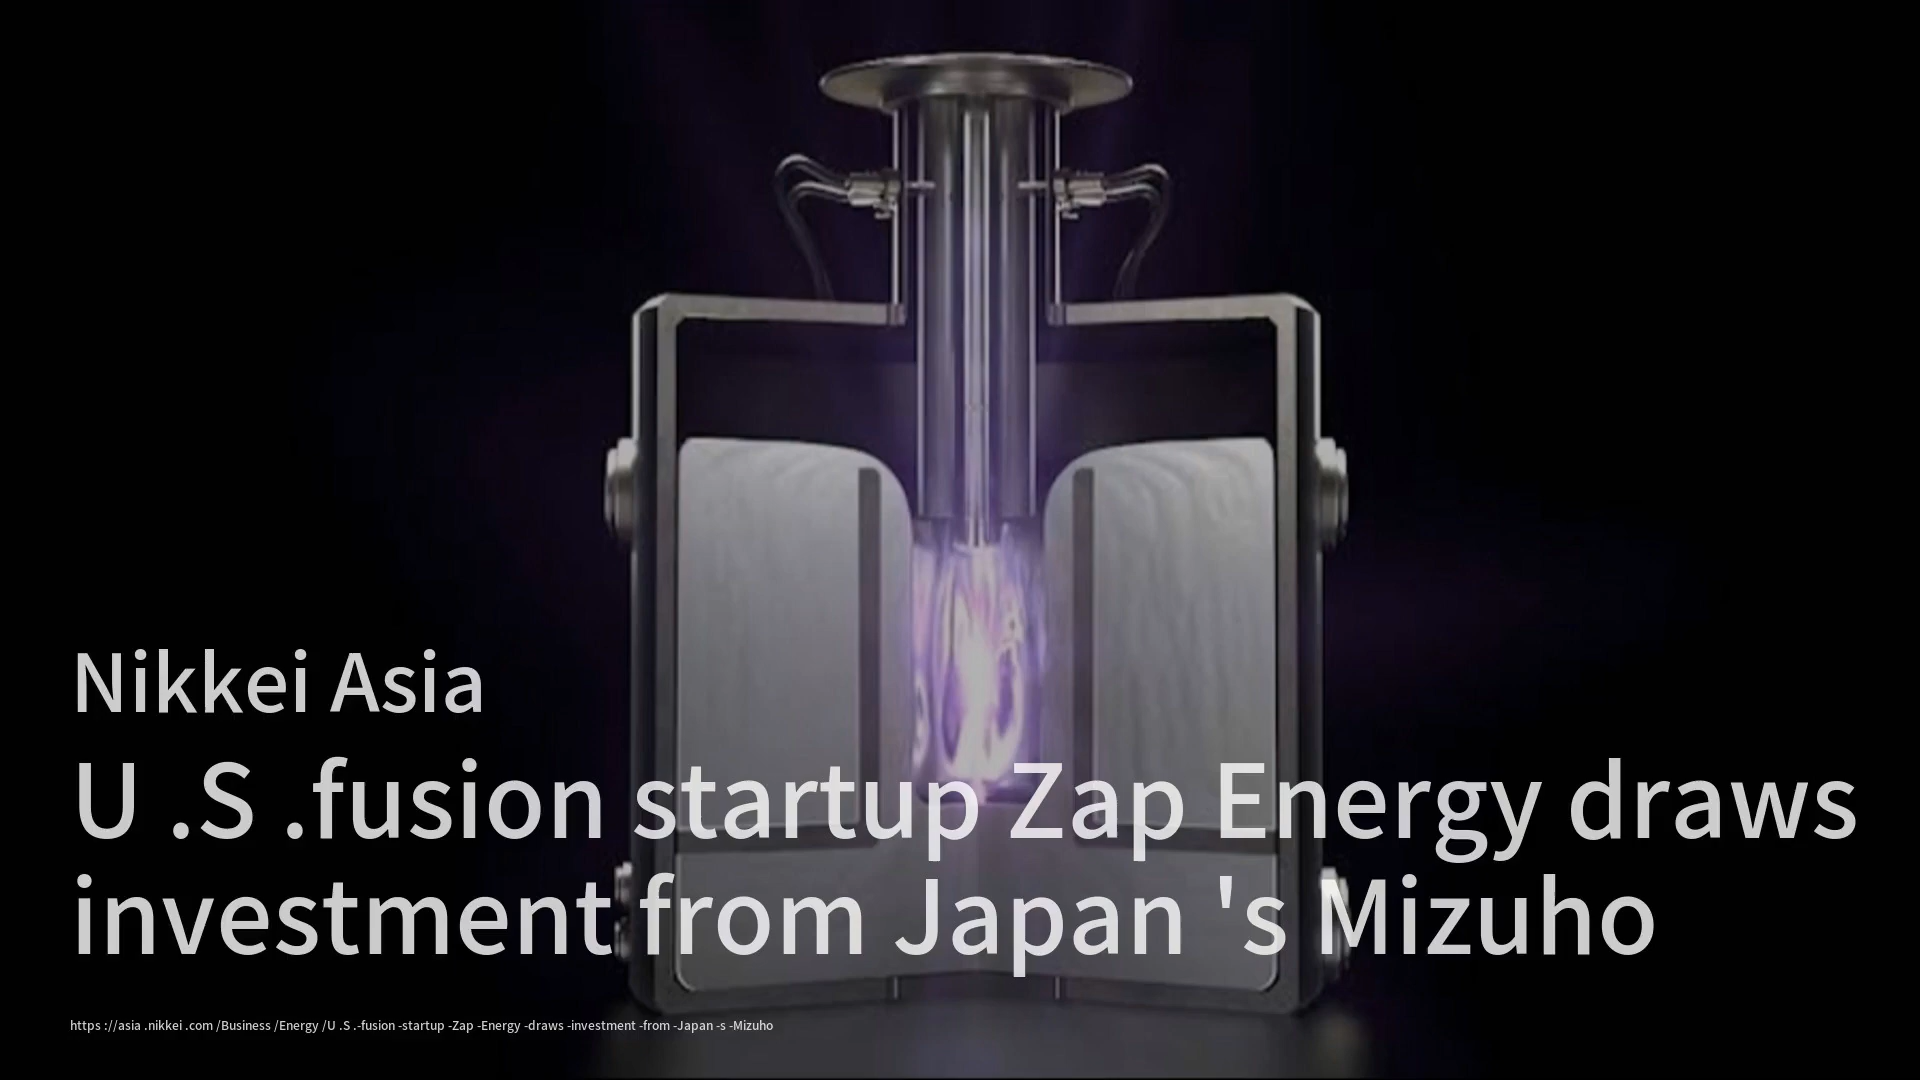 Nikkei Asia
U .S .fusion startup Zap Energy draws
investment from Japan 's Mizuho
https ://asia .nikkei .com /Business /Energy /U .S .-fusion -startup -Zap -Energy -draws -investment -from -Japan -s -Mizuho